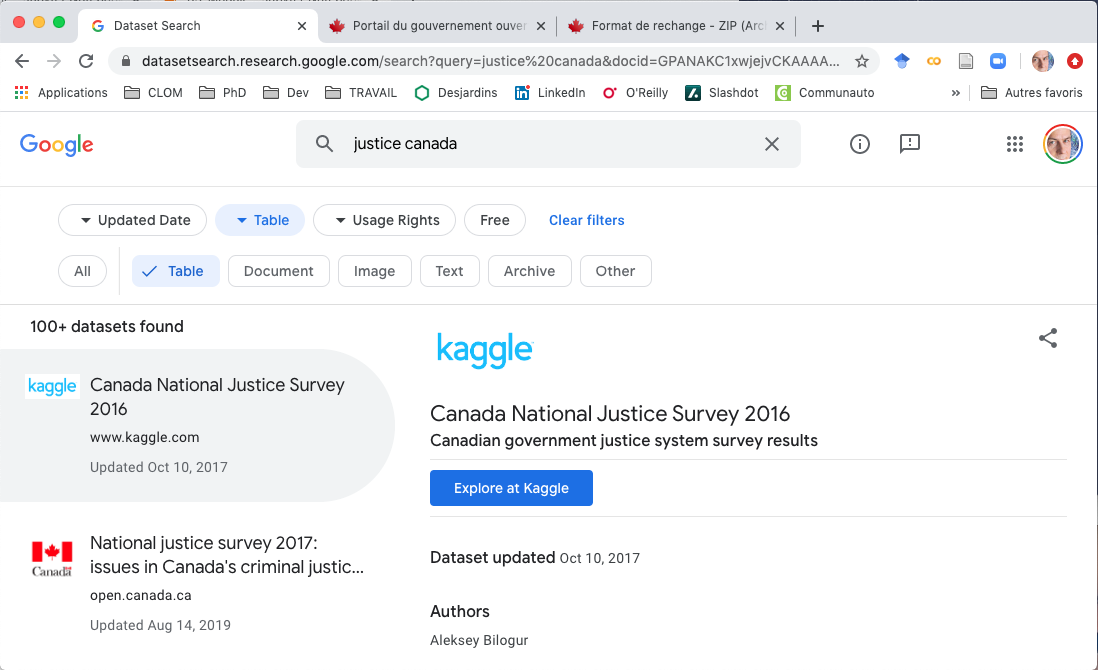 Dataset Search
Portail du gouvernement ouver
Format de rechange - ZIP (Arc
datasetsearch.research.google.com/search?query=justice%20canada&docid=GPANAKC1xwjejvCKAAAA...
Applications
CLOM
PhD
Dev
TRAVAIL
Desjardins
LinkedIn
O'Reilly
Slashdot
Communauto
»
Autres favoris
Google
justice canada
Updated Date
Table
Usage Rights
Free
Clear filters
All
Table
Document
Image
Text
Archive
Other
100+ datasets found
kaggle
Canada National Justice Survey
2016
www.kaggle.com
Updated Oct 10, 2017
Canada
National justice survey 2017:
issues in Canada's criminal justic...
open.canada.ca
Updated Aug 14, 2019
kaggle
Canada National Justice Survey 2016
Canadian government justice system survey results
Explore at Kaggle
Dataset updated Oct 10, 2017
Authors
Aleksey Bilogur